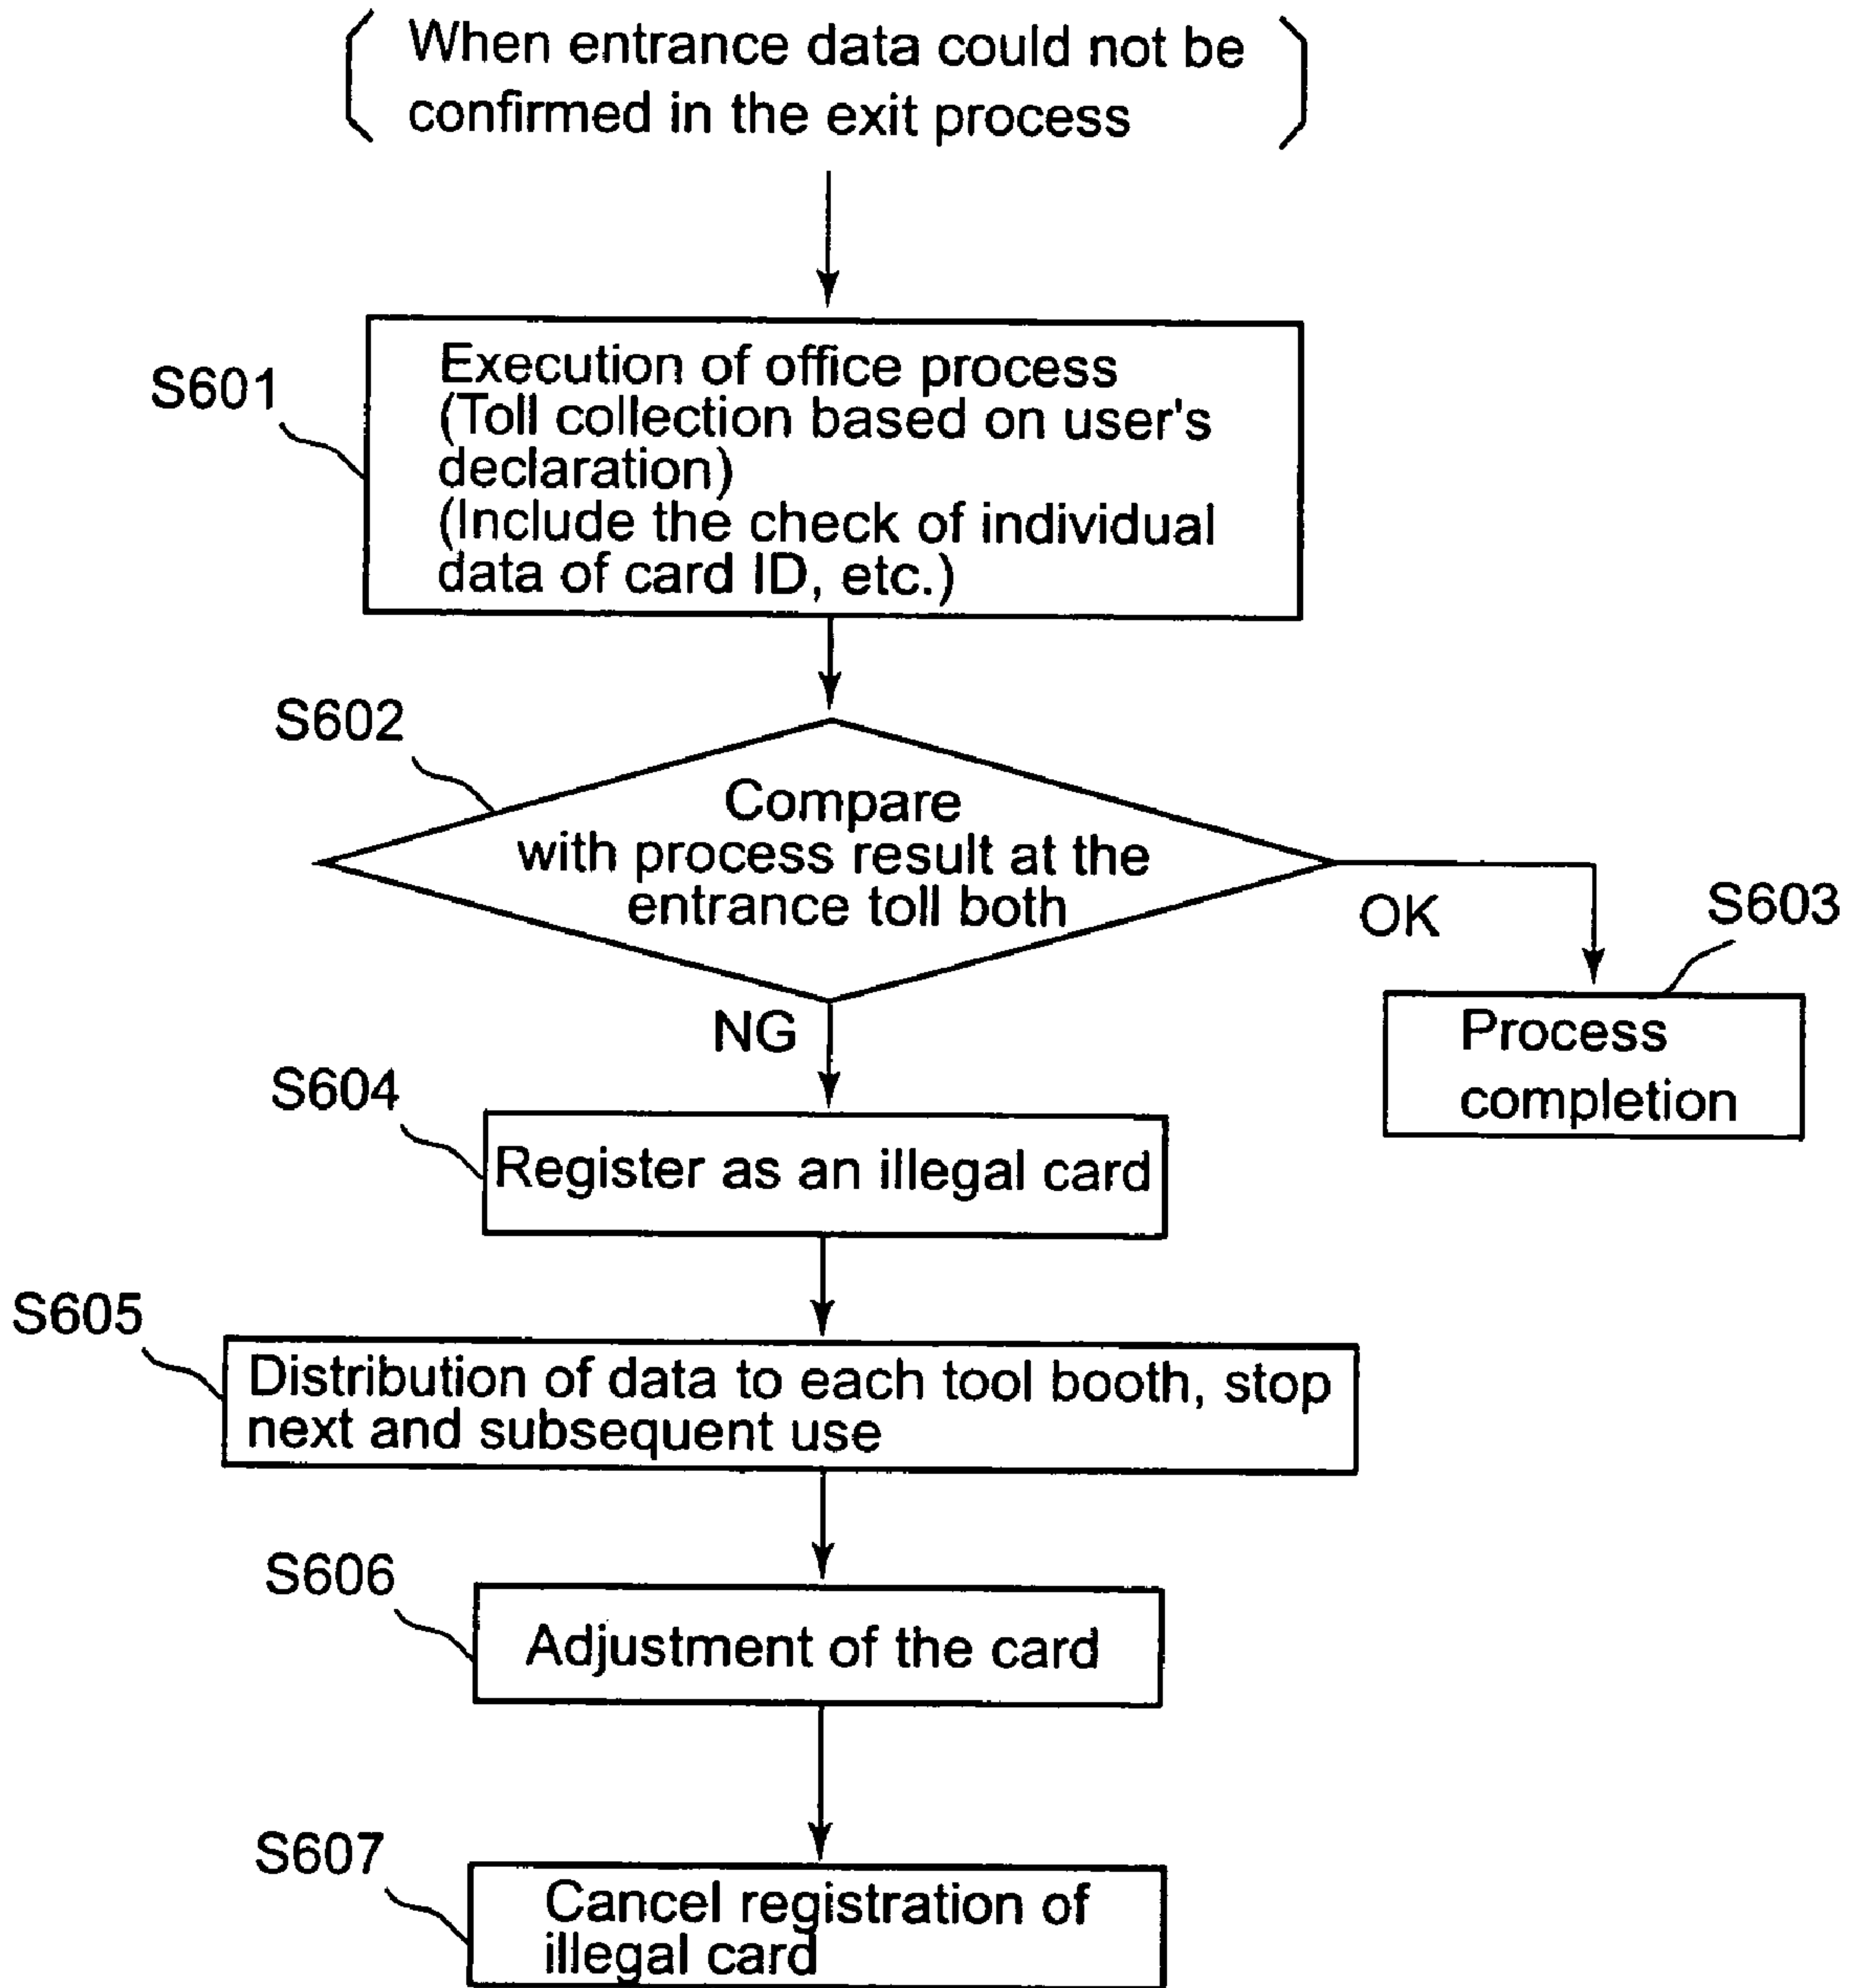 When entrance data could not be
confirmed in the exit process
S601
Execution of office process
(Toll collection based on user's
declaration)
(Include the check of individual
data of card ID, etc.)
S602
Compare
with process result at the
entrance toll both
OK
S603
Process
completion
NG
S604
Register as an illegal card
S605
Distribution of data to each tool booth, stop
next and subsequent use
S606
Adjustment of the card
S607
Cancel registration of
illegal card